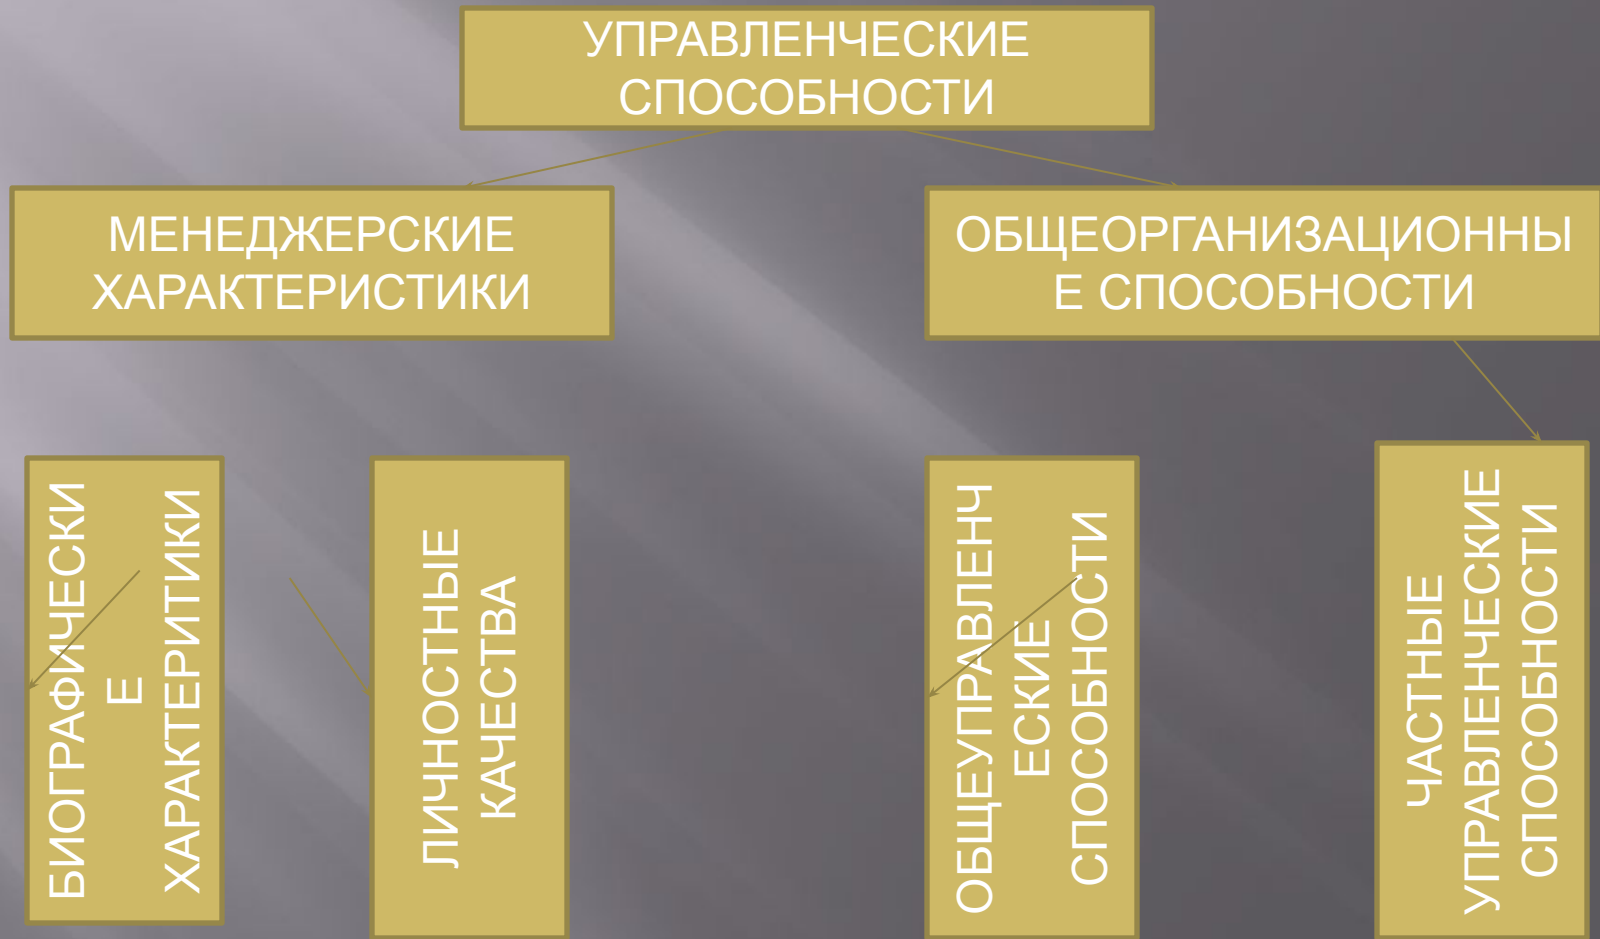 УПРАВЛЕНЧЕСКИЕ
СПОСОБНОСТИ
МЕНЕДЖЕРСКИЕ
ХАРАКТЕРИСТИКИ
ОБЩЕОРГАНИЗАЦИОННЫ
Е СПОСОБНОСТИ
БИОГРАФИЧЕСКИ
Е
ХАРАКТЕРИТИКИ
ЛИЧНОСТНЫЕ
КАЧЕСТВА
ОБЩЕУПРАВЛЕНЧ
ЕСКИЕ
СПОСОБНОСТИ
ЧАСТНЫЕ
УПРАВЛЕНЧЕСКИЕ
СПОСОБНОСТИ